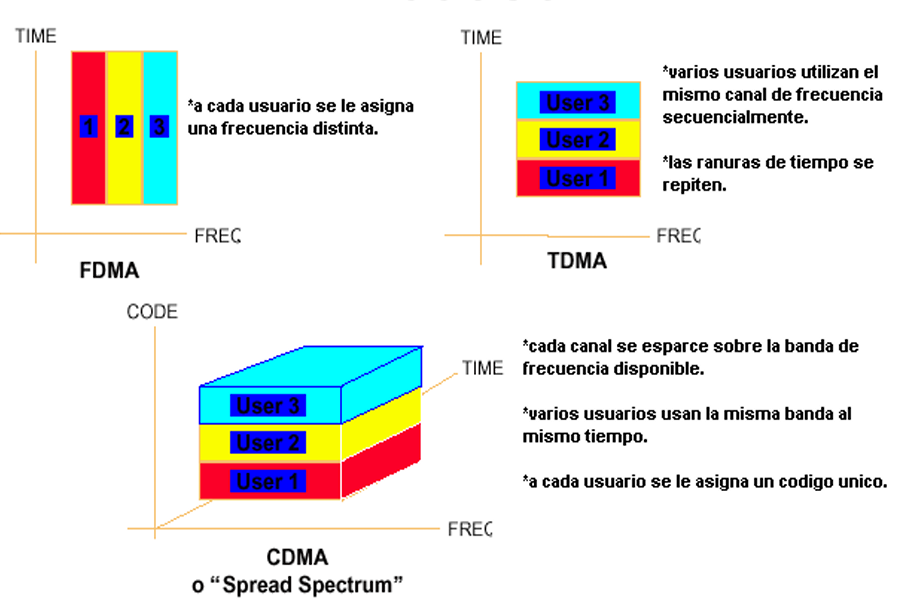 TIME
1 2 3
*a cada usuario se le asigna
una frecuencia distinta.
FREC
FDMA
TIME
User 3
User 2
User 1
*varios usuarios utilizan el
mismo canal de frecuencia
secuencialmente.
*las ranuras de tiempo se
repiten.
FREC
TDMA
CODE
User 3
User 2
User 1
TIME
FREC
*cada canal se esparce sobre la banda de
frecuencia disponible.
*varios usuarios usan la misma banda al
mismo tiempo.
*a cada usuario se le asigna un codigo unico.
CDMA
o “Spread Spectrum”